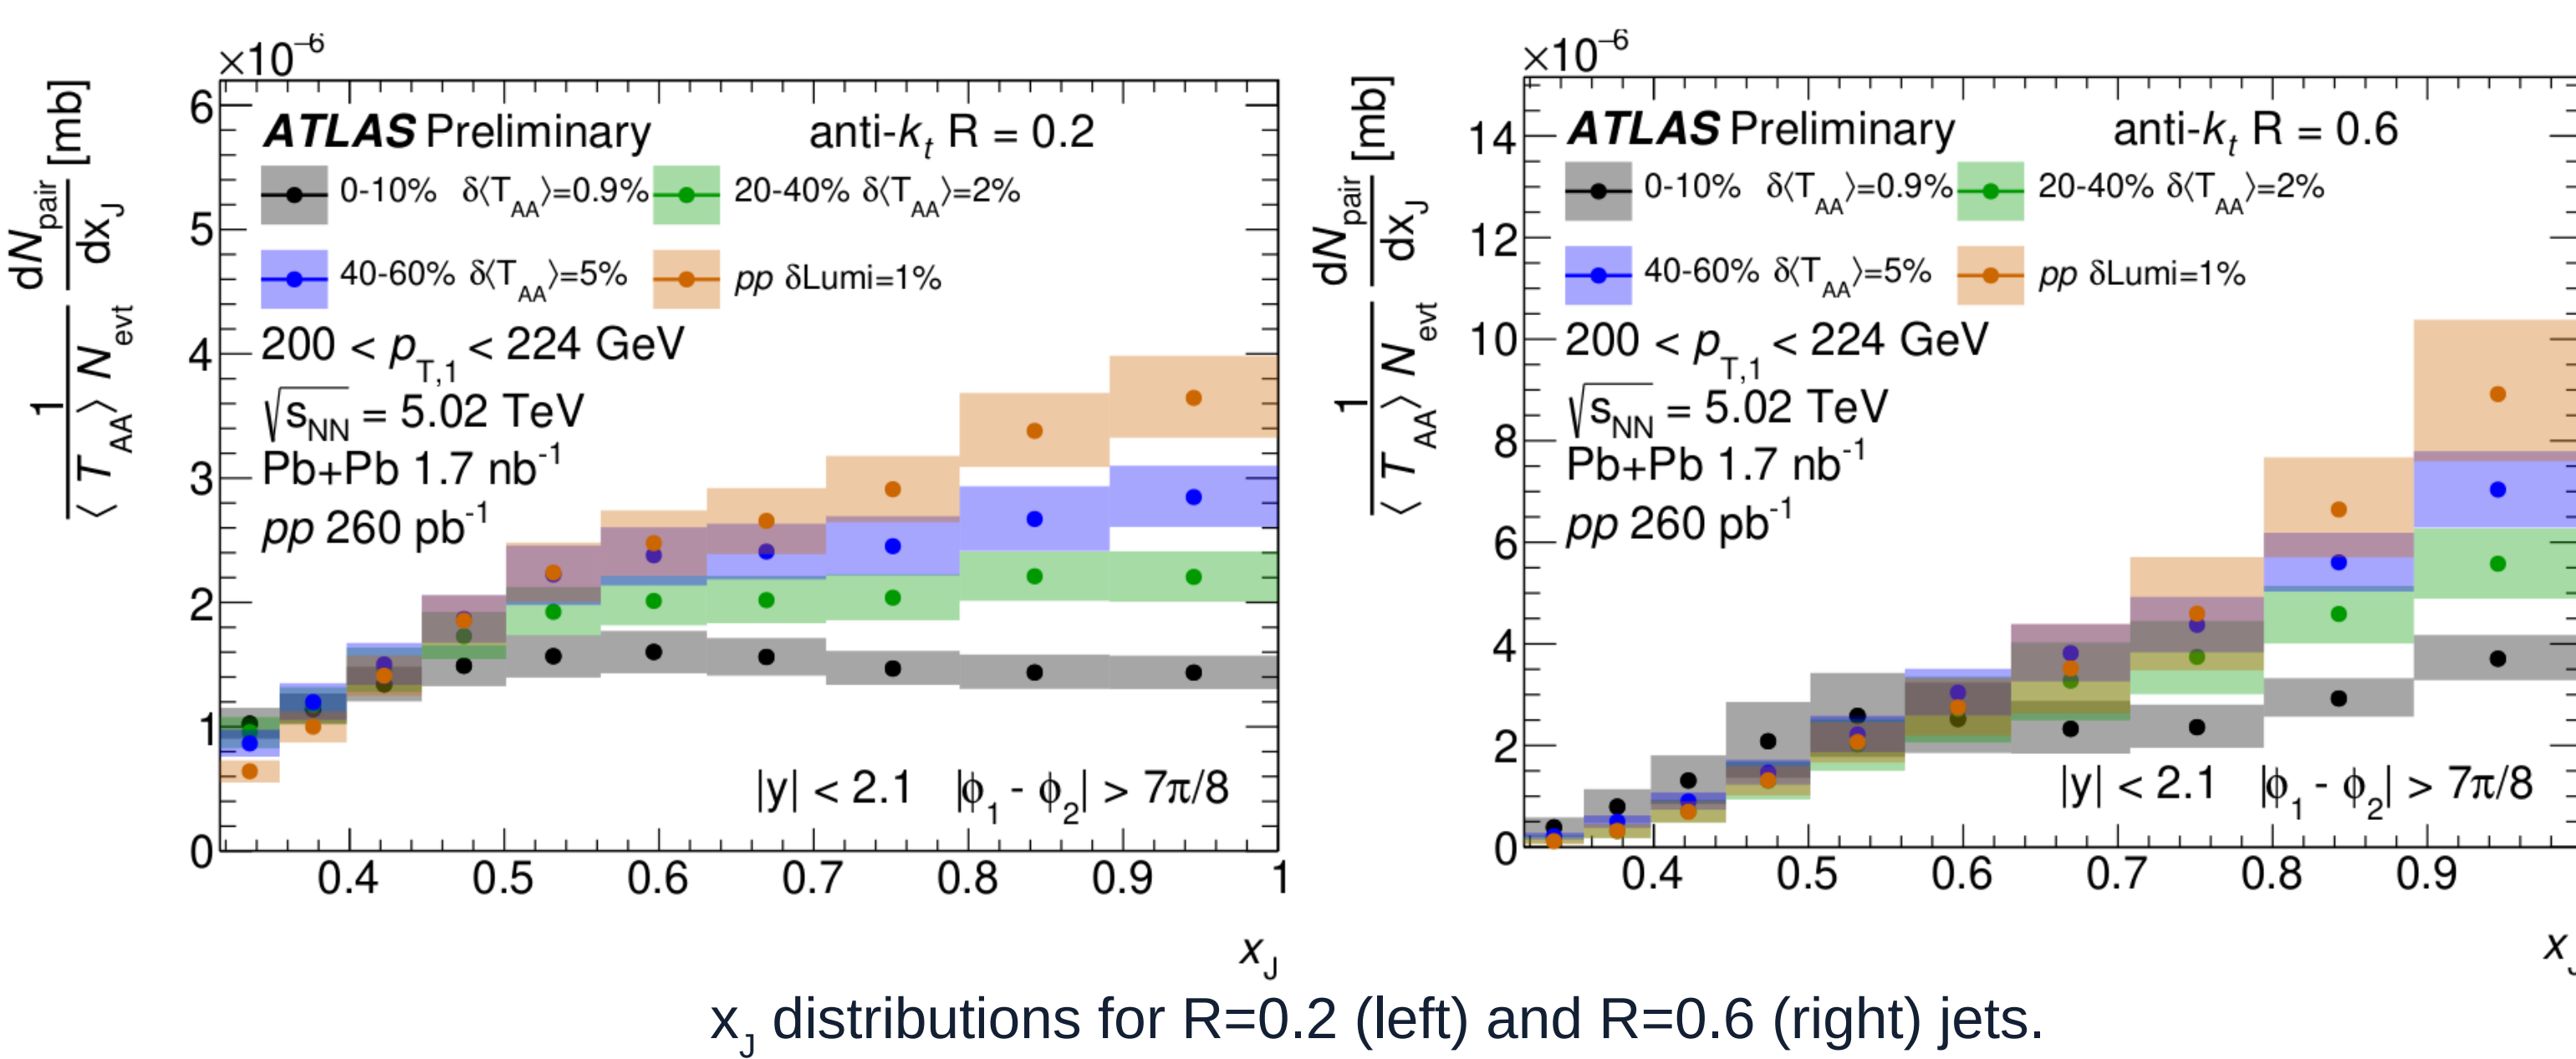 ×10⁻⁶
1/⟨T_AA⟩ N_evt dN_pair/dx_J [mb]
ATLAS Preliminary anti-k_t R = 0.2
0-10% δ⟨T_AA⟩=0.9% 20-40% δ⟨T_AA⟩=2%
40-60% δ⟨T_AA⟩=5% pp δLumi=1%
200 < p_T,1 < 224 GeV
√s_NN = 5.02 TeV
Pb+Pb 1.7 nb⁻¹
pp 260 pb⁻¹
|y| < 2.1 |ϕ₁ - ϕ₂| > 7π/8
6
5
4
3
2
1
0
0.4 0.5 0.6 0.7 0.8 0.9 1
x_J
×10⁻⁶
1/⟨T_AA⟩ N_evt dN_pair/dx_J [mb]
ATLAS Preliminary anti-k_t R = 0.6
0-10% δ⟨T_AA⟩=0.9% 20-40% δ⟨T_AA⟩=2%
40-60% δ⟨T_AA⟩=5% pp δLumi=1%
200 < p_T,1 < 224 GeV
√s_NN = 5.02 TeV
Pb+Pb 1.7 nb⁻¹
pp 260 pb⁻¹
|y| < 2.1 |ϕ₁ - ϕ₂| > 7π/8
14
12
10
8
6
4
2
0
0.4 0.5 0.6 0.7 0.8 0.9
x_J
x_J distributions for R=0.2 (left) and R=0.6 (right) jets.